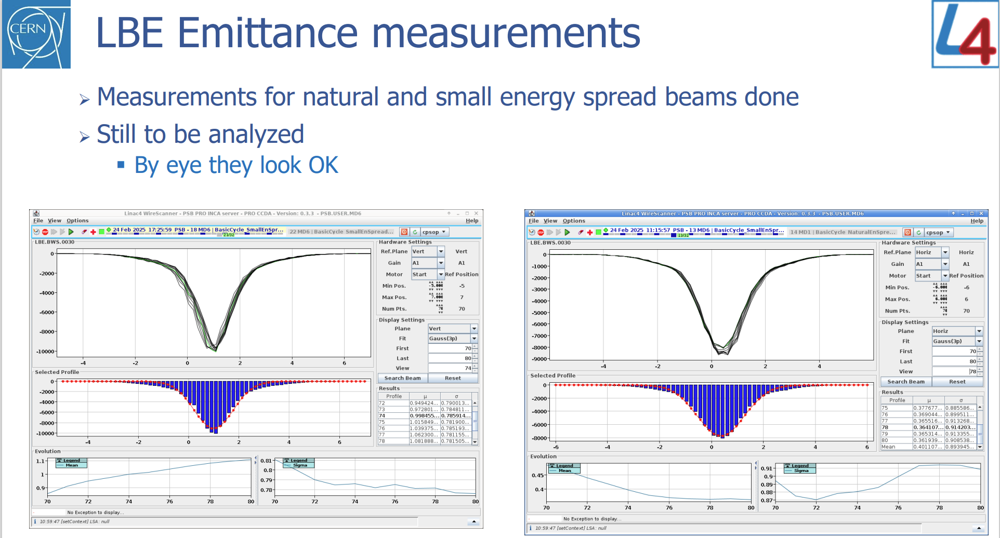 CERN
LBE Emittance measurements
L4
Measurements for natural and small energy spread beams done
Still to be analyzed
By eye they look OK
Linac4 WireScanner - PSB PRO INCA server - PRO CCDA - Version: 0.3.3 - PSB.USER.MD6
File View Options Help
24 Feb 2025 17:25:59 PSB - 18 MD6 | BasicCycle_SmallEnSpr...
21/32
22 MD6 | BasicCycle SmallEnSpread...
cpsop
LBE.BWS.0030
0
-2000
-4000
-6000
-8000
-10000
-4 -2 0 2 4 6
Selected Profile
0
-2000
-4000
-6000
-8000
-10000
-4 -2 0 2 4 6
Hardware Settings
Ref.Plane Vert Vert
Gain A1 A1
Motor Start Ref Position
Min Pos. -5.000 -5
Max Pos. 7.000 7
Num Pts. 70 70
Display Settings
Plane Vert
Fit Gauss(3p)
First 70
Last 80
View 74
Search Beam Reset
Results
Profile μ σ
72 0.949424... 0.790013...
73 0.972801... 0.784811...
74 0.998455... 0.785914...
75 1.015849... 0.781900...
76 1.039375... 0.785193...
77 1.062300... 0.781155...
78 1.081888... 0.781505...
Evolution
1.1
1
0.9
Legend
Mean
70 72 74 76 78 80
0.81
0.8
0.79
0.78
Legend
Sigma
70 72 74 76 78 80
No Exception to display...
10:59:47 [setContext] LSA: null
Linac4 WireScanner - PSB PRO INCA server - PRO CCDA - Version: 0.3.3 - PSB.USER.MD6
File View Options Help
24 Feb 2025 11:15:57 PSB - 13 MD6 | BasicCycle_SmallEnSpr...
13/32
14 MD1 | BasicCycle NaturalEnSpre...
cpsop
LBE.BWS.0030
0
-1000
-2000
-3000
-4000
-5000
-6000
-7000
-8000
-9000
-4 -2 0 2 4
Selected Profile
0
-2000
-4000
-6000
-8000
-6 -4 -2 0 2 4 6
Hardware Settings
Ref.Plane Horiz Horiz
Gain A1 A1
Motor Start Ref Position
Min Pos. -6.000 -6
Max Pos. 6.000 6
Num Pts. 70 70
Display Settings
Plane Horiz
Fit Gauss(3p)
First 70
Last 80
View 78
Search Beam Reset
Results
Profile μ σ
75 0.377677... 0.885586...
76 0.369044... 0.899511...
77 0.365516... 0.913268...
78 0.364107... 0.914203...
79 0.365314... 0.913355...
80 0.361939... 0.908538...
Mean 0.401107... 0.893945...
Evolution
0.45
0.4
Legend
Mean
70 72 74 76 78 80
0.91
0.9
0.89
0.88
0.87
Legend
Sigma
70 72 74 76 78 80
No Exception to display...
10:59:47 [setContext] LSA: null